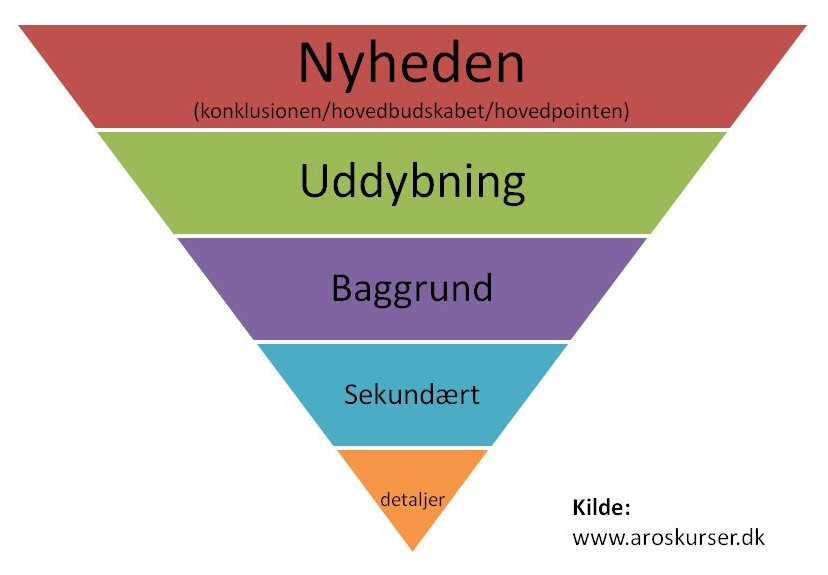 Nyheden
(konklusionen/hovedbudskabet/hovedpointen)
Uddybning
Baggrund
Sekundært
detaljer
Kilde:
www.aroskurser.dk